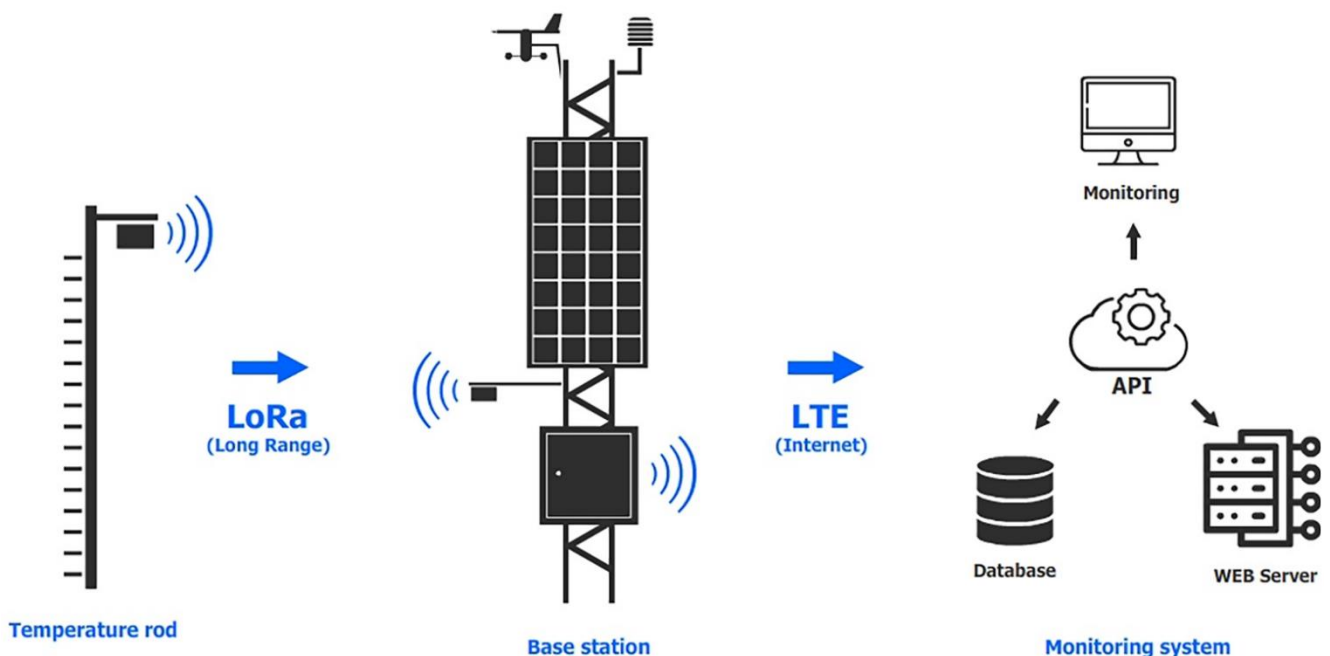 Monitoring
API
LoRa
(Long Range)
LTE
(Internet)
Database
WEB Server
Temperature rod
Base station
Monitoring system